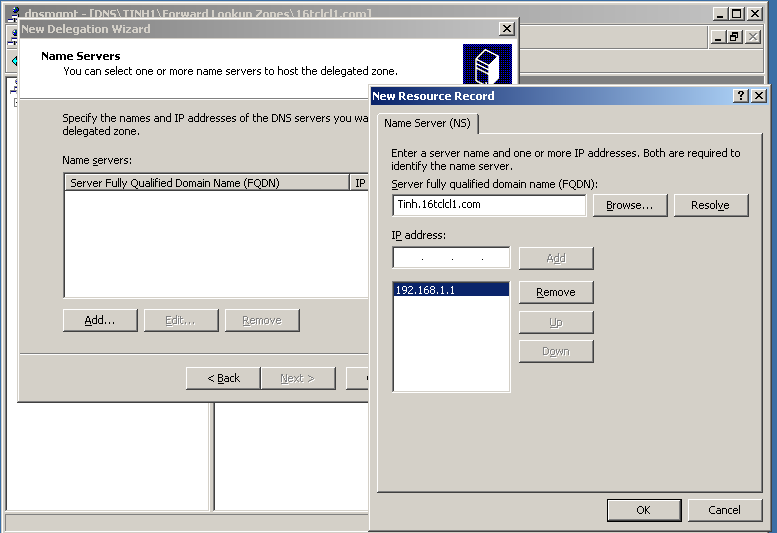 dnsmgmt - [DNS\TINH1\Forward Lookup Zones\16tclcl1.com]
New Delegation Wizard
Name Servers
You can select one or more name servers to host the delegated zone.
Specify the names and IP addresses of the DNS servers you wa
delegated zone.
Name servers:
Server Fully Qualified Domain Name (FQDN) IP
Add... Edit... Remove
< Back Next >
New Resource Record
Name Server (NS)
Enter a server name and one or more IP addresses. Both are required to
identify the name server.
Server fully qualified domain name (FQDN):
Tinh.16tclcl1.com Browse... Resolve
IP address:
. . . Add
192.168.1.1 Remove
Up
Down
OK Cancel